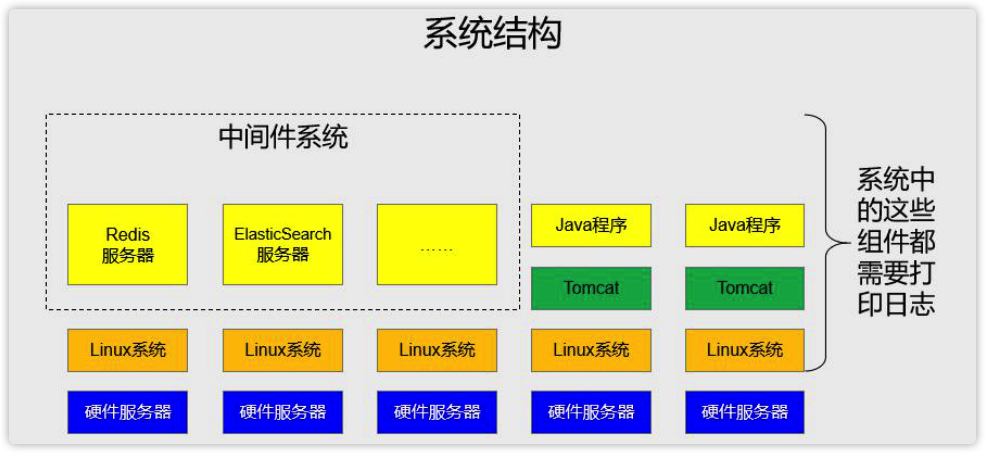 系统结构
中间件系统
Redis
服务器
ElasticSearch
服务器
……
Java程序
Java程序
Tomcat
Tomcat
Linux系统
Linux系统
Linux系统
Linux系统
Linux系统
硬件服务器
硬件服务器
硬件服务器
硬件服务器
硬件服务器
系统中
的这些
组件都
需要打
印日志